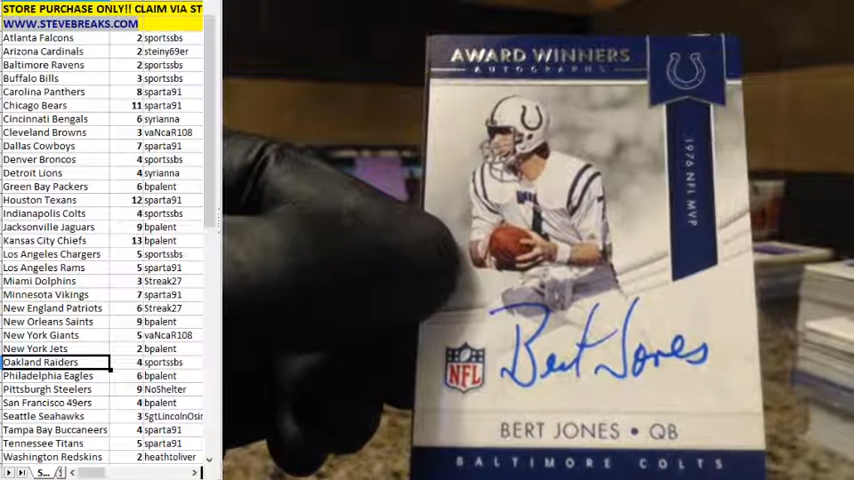 STORE PURCHASE ONLY!! CLAIM VIA ST
WWW.STEVEBREAKS.COM
Atlanta Falcons 2 sportssbs
Arizona Cardinals 2 steiny69er
Baltimore Ravens 2 sportssbs
Buffalo Bills 3 sportssbs
Carolina Panthers 8 sparta91
Chicago Bears 11 sparta91
Cincinnati Bengals 6 syrianna
Cleveland Browns 3 vaNcaR108
Dallas Cowboys 7 sparta91
Denver Broncos 4 sportssbs
Detroit Lions 4 syrianna
Green Bay Packers 6 bpalent
Houston Texans 12 sparta91
Indianapolis Colts 4 sportssbs
Jacksonville Jaguars 9 bpalent
Kansas City Chiefs 13 bpalent
Los Angeles Chargers 5 sportssbs
Los Angeles Rams 5 sparta91
Miami Dolphins 3 Streak27
Minnesota Vikings 7 sparta91
New England Patriots 6 Streak27
New Orleans Saints 9 bpalent
New York Giants 5 vaNcaR108
New York Jets 2 bpalent
Oakland Raiders 4 sportssbs
Philadelphia Eagles 6 bpalent
Pittsburgh Steelers 9 NoShelter
San Francisco 49ers 4 bpalent
Seattle Seahawks 3 SgtLincolnOsir
Tampa Bay Buccaneers 4 sparta91
Tennessee Titans 5 sparta91
Washington Redskins 2 heathtoliver
S...
AWARD WINNERS
AUTOGRAPHS
1976 NFL MVP
Bert Jones
NFL
BERT JONES • QB
BALTIMORE COLTS